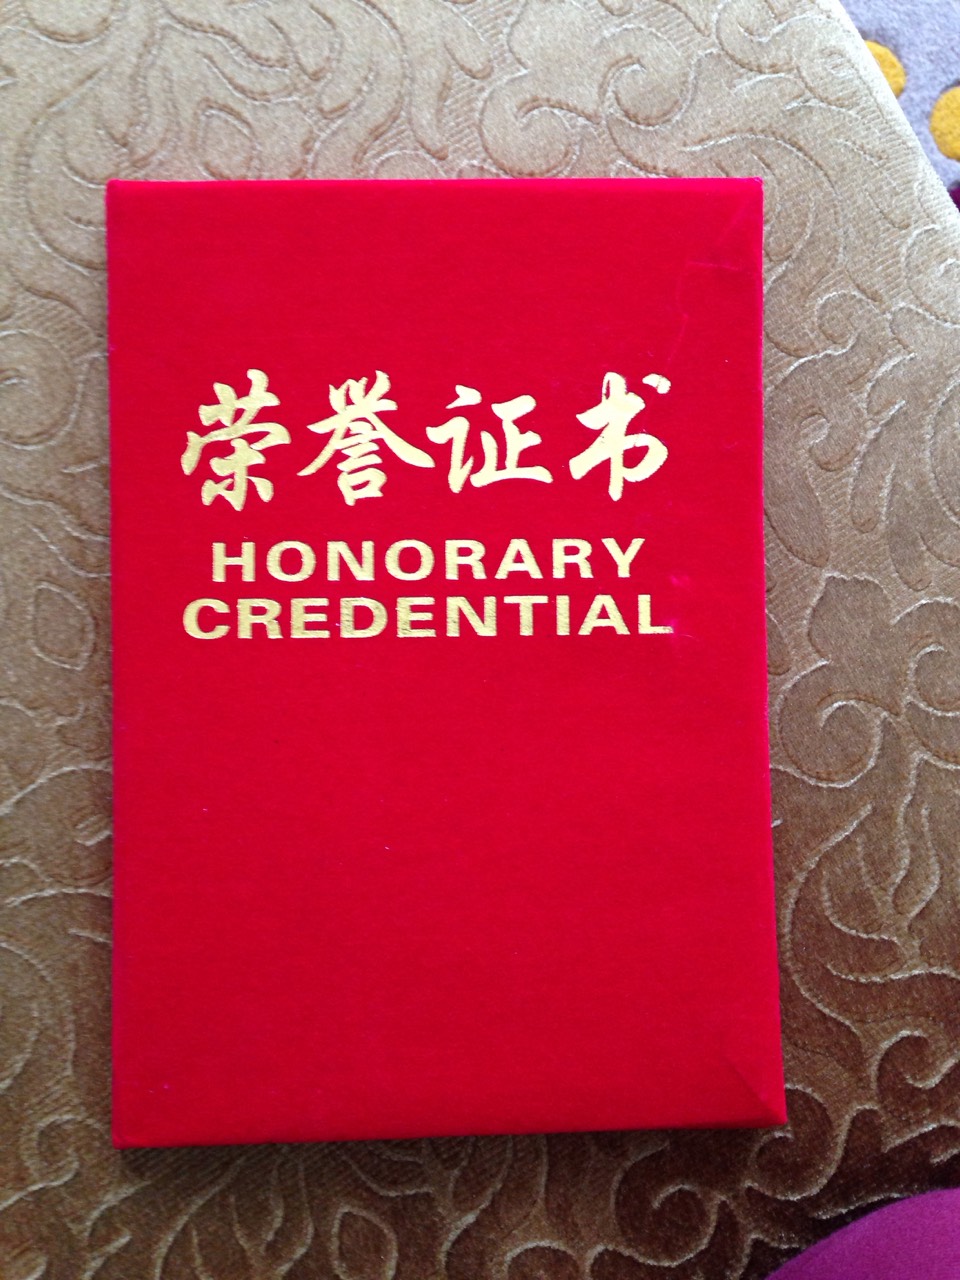 荣誉证书
HONORARY
CREDENTIAL